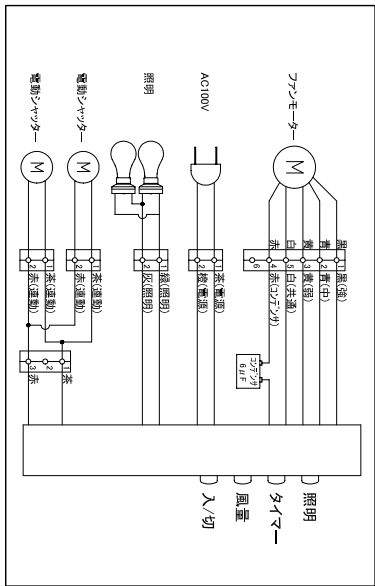 ファンモーター
M
黒 1 黒(強)
青 2 青(中)
黄 3 黄(弱)
白 5 白(共通)
赤 4 赤(コンデンサ)
6
コンデンサ
6μF
AC100V
1 茶(電源)
2 橙(電源)
照明
1 緑(照明)
2 灰(照明)
電動シャッター
M
1 茶(連動)
2 赤(連動)
電動シャッター
M
1 茶(連動)
2 赤(連動)
1 茶
2
3 赤
照明
タイマー
風量
入/切